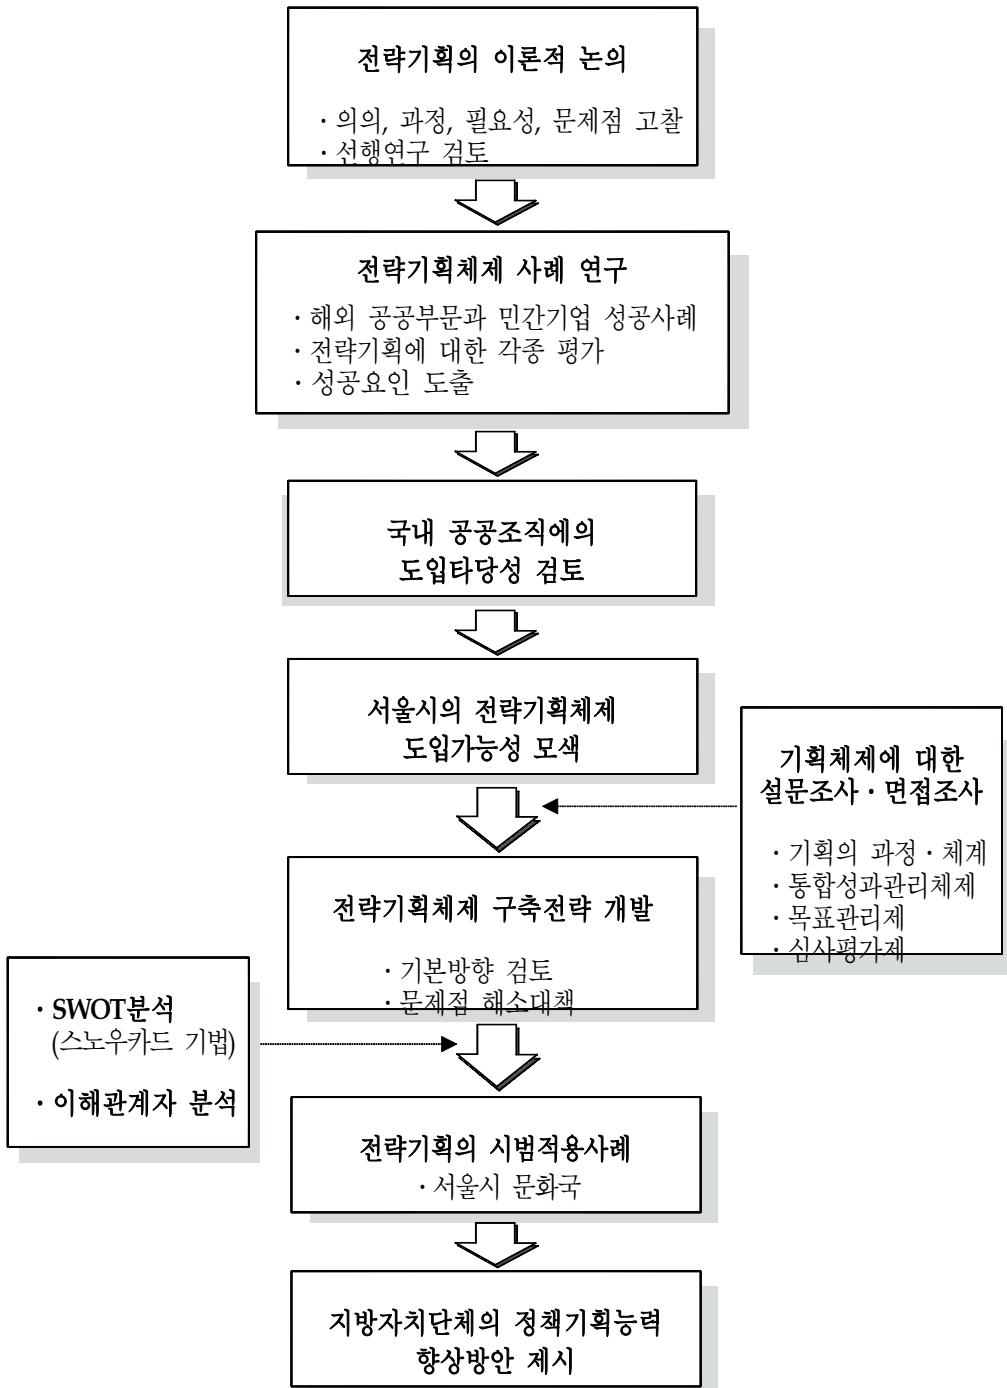 전략기획의 이론적 논의
· 의의, 과정, 필요성, 문제점 고찰
· 선행연구 검토
전략기획체제 사례 연구
· 해외 공공부문과 민간기업 성공사례
· 전략기획에 대한 각종 평가
· 성공요인 도출
국내 공공조직에의
도입타당성 검토
서울시의 전략기획체제
도입가능성 모색
기획체제에 대한
설문조사 · 면접조사
· 기획의 과정 · 체계
· 통합성과관리체제
· 목표관리제
· 심사평가제
전략기획체제 구축전략 개발
· 기본방향 검토
· 문제점 해소대책
· SWOT분석
(스노우카드 기법)
· 이해관계자 분석
전략기획의 시범적용사례
· 서울시 문화국
지방자치단체의 정책기획능력
향상방안 제시